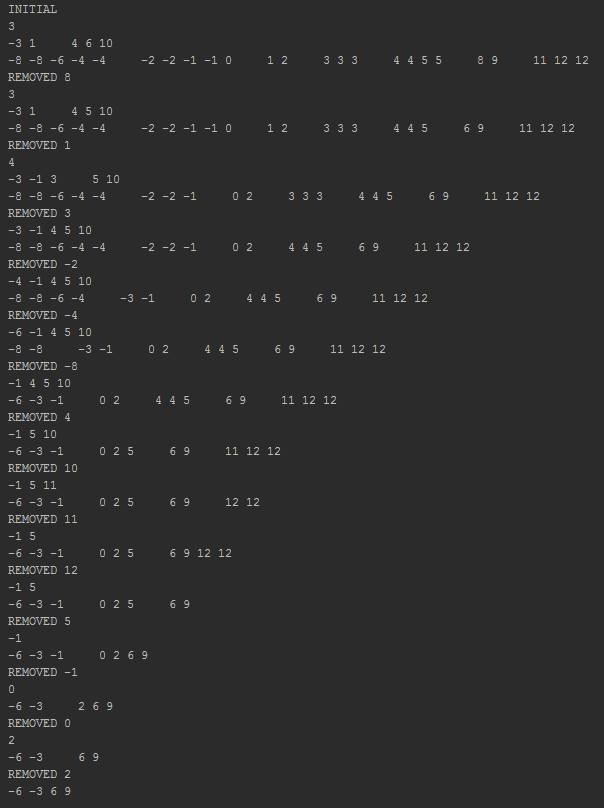 INITIAL
3
-3 1     4 6 10
-8 -8 -6 -4 -4     -2 -2 -1 -1 0     1 2     3 3 3     4 4 5 5     8 9     11 12 12
REMOVED 8
3
-3 1     4 5 10
-8 -8 -6 -4 -4     -2 -2 -1 -1 0     1 2     3 3 3     4 4 5     6 9     11 12 12
REMOVED 1
4
-3 -1 3     5 10
-8 -8 -6 -4 -4     -2 -2 -1     0 2     3 3 3     4 4 5     6 9     11 12 12
REMOVED 3
-3 -1 4 5 10
-8 -8 -6 -4 -4     -2 -2 -1     0 2     4 4 5     6 9     11 12 12
REMOVED -2
-4 -1 4 5 10
-8 -8 -6 -4     -3 -1     0 2     4 4 5     6 9     11 12 12
REMOVED -4
-6 -1 4 5 10
-8 -8     -3 -1     0 2     4 4 5     6 9     11 12 12
REMOVED -8
-1 4 5 10
-6 -3 -1     0 2     4 4 5     6 9     11 12 12
REMOVED 4
-1 5 10
-6 -3 -1     0 2 5     6 9     11 12 12
REMOVED 10
-1 5 11
-6 -3 -1     0 2 5     6 9     12 12
REMOVED 11
-1 5
-6 -3 -1     0 2 5     6 9 12 12
REMOVED 12
-1 5
-6 -3 -1     0 2 5     6 9
REMOVED 5
-1
-6 -3 -1     0 2 6 9
REMOVED -1
0
-6 -3     2 6 9
REMOVED 0
2
-6 -3     6 9
REMOVED 2
-6 -3 6 9